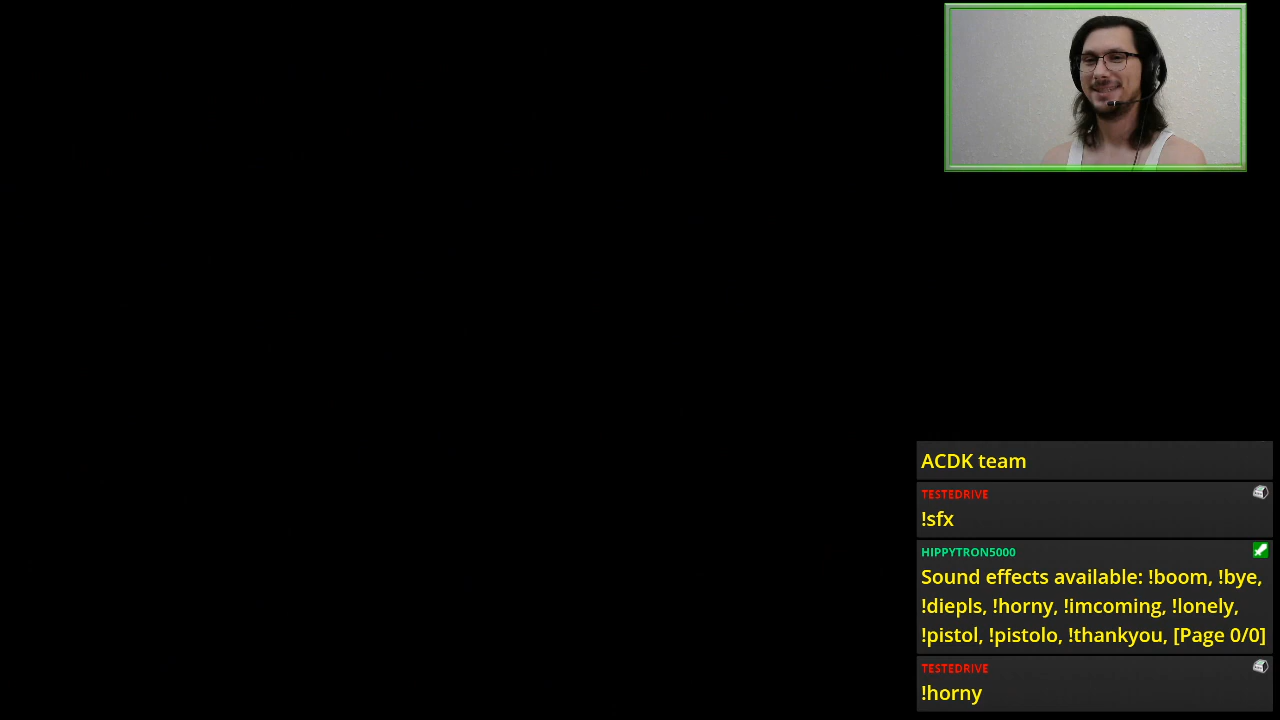 ACDK team
TESTEDRIVE
!sfx
HIPPYTRON5000
Sound effects available: !boom, !bye,
!diepls, !horny, !imcoming, !lonely,
!pistol, !pistolo, !thankyou, [Page 0/0]
TESTEDRIVE
!horny